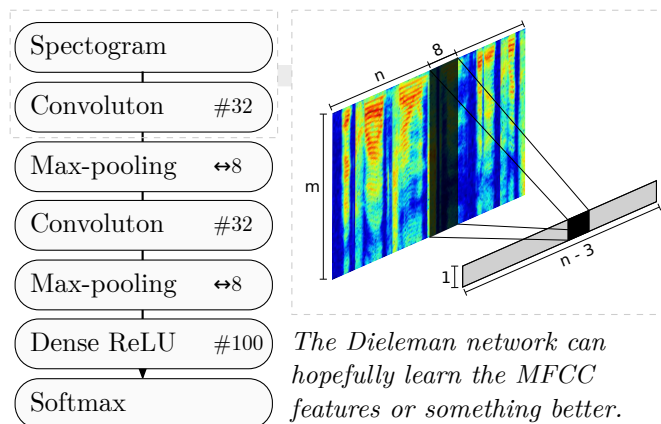 Spectogram
Convoluton #32
Max-pooling ↔8
Convoluton #32
Max-pooling ↔8
Dense ReLU #100
Softmax
n
8
m
1
n - 3
The Dieleman network can
hopefully learn the MFCC
features or something better.